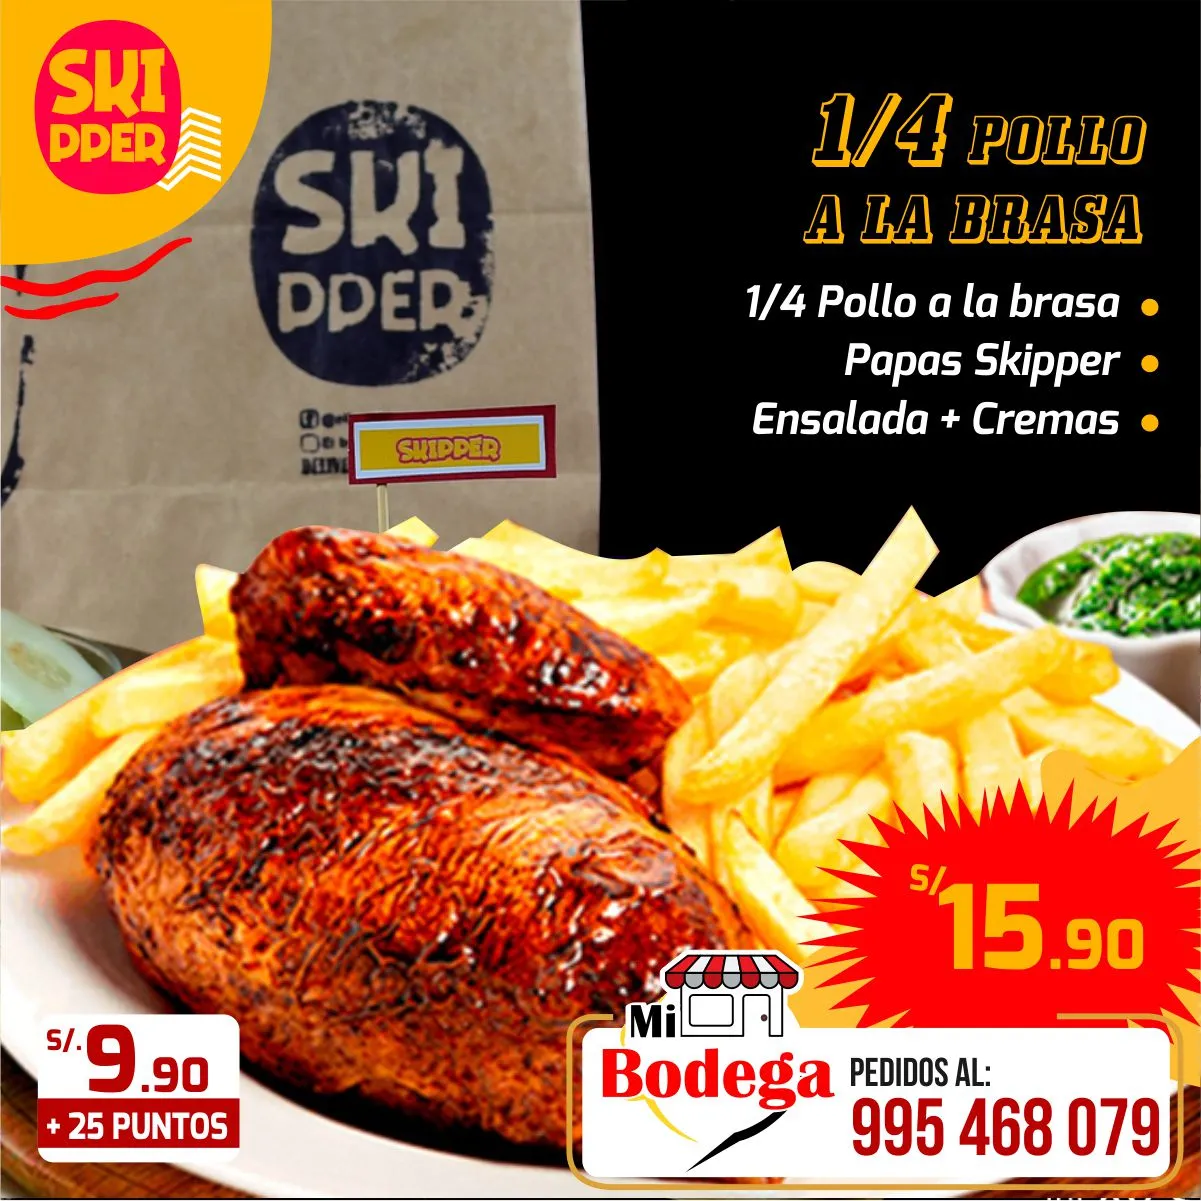 SKI
PPER
SKI
PPER
1/4 POLLO
A LA BRASA
1/4 Pollo a la brasa
Papas Skipper
Ensalada + Cremas
SKIPPER
S/15.90
S/.9.90
+ 25 PUNTOS
Mi
Bodega
PEDIDOS AL:
995 468 079